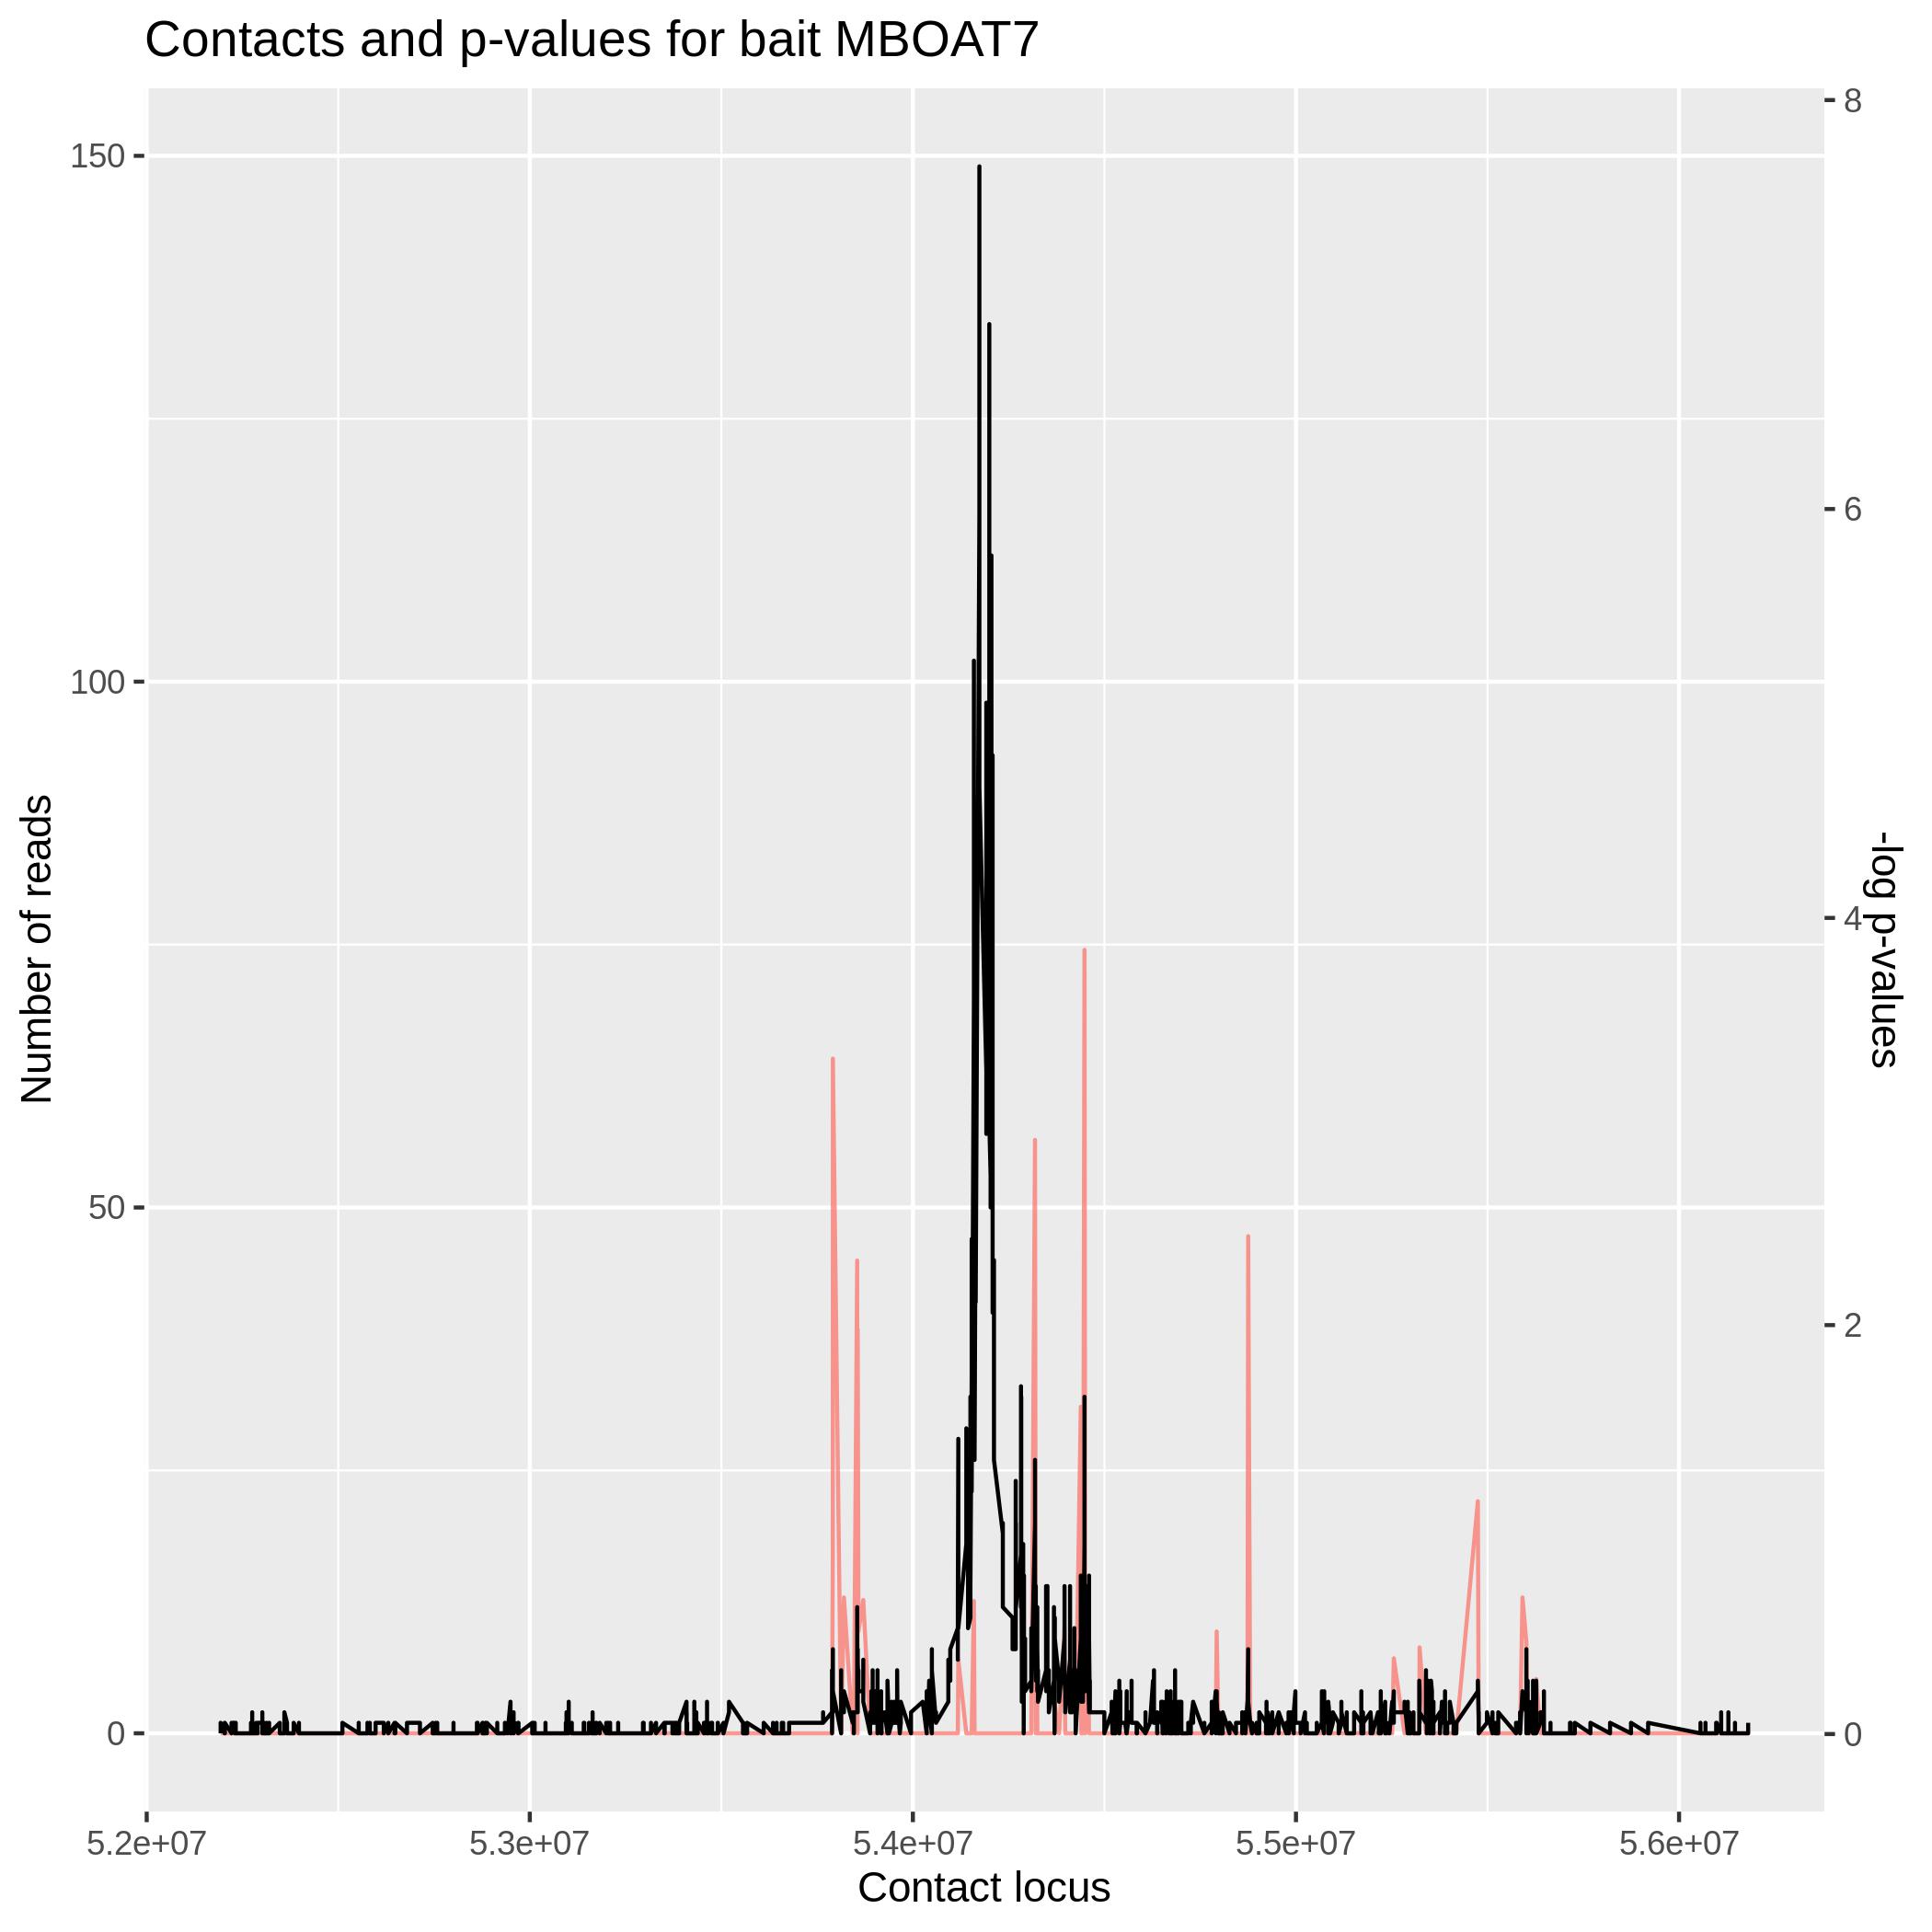 Contacts and p-values for bait MBOAT7
150
100
50
0
Number of reads
8
6
4
2
0
-log p-values
5.2e+07
5.3e+07
5.4e+07
5.5e+07
5.6e+07
Contact locus